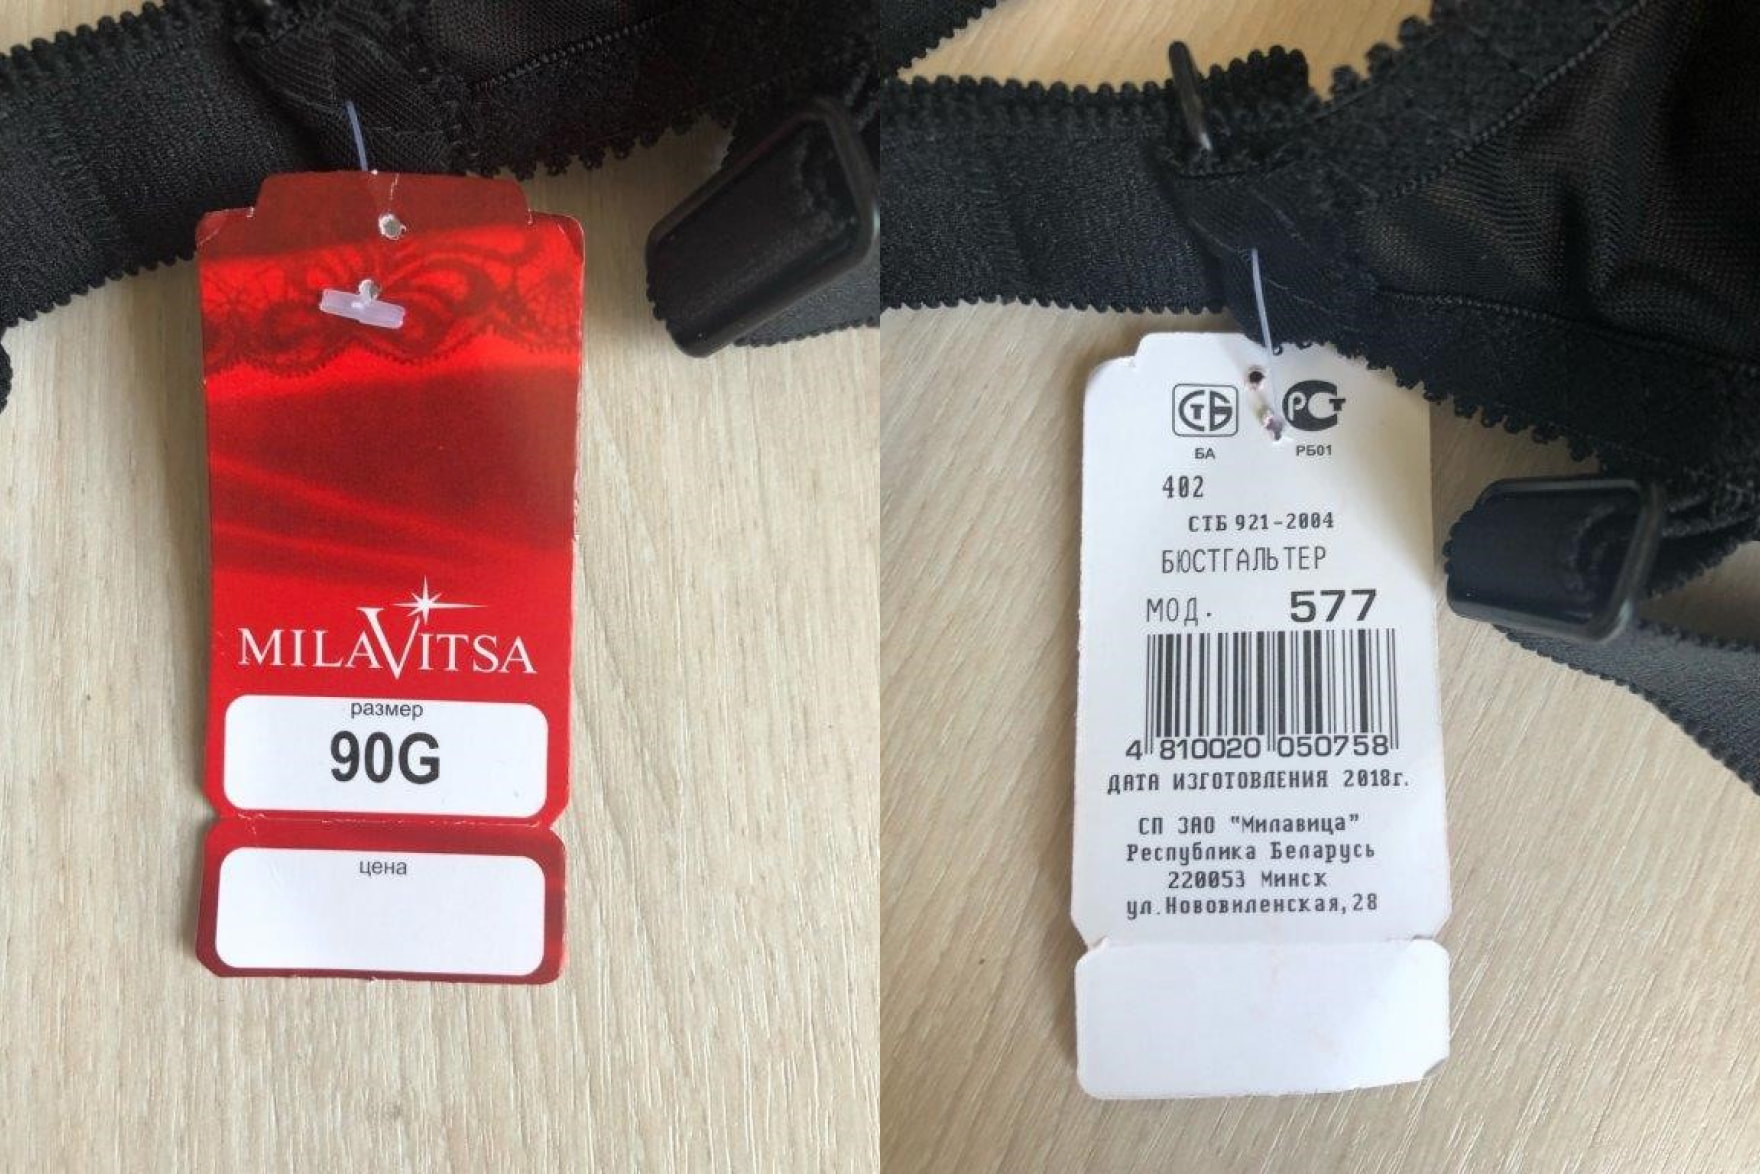 MILAVITSA
размер
90G
цена
СТБ РСТ
БА РБ01
402
СТБ 921-2004
БЮСТГАЛЬТЕР
МОД. 577
4 810020 050758
ДАТА ИЗГОТОВЛЕНИЯ 2018г.
СП ЗАО "Милавица"
Республика Беларусь
220053 Минск
ул.Нововиленская,28